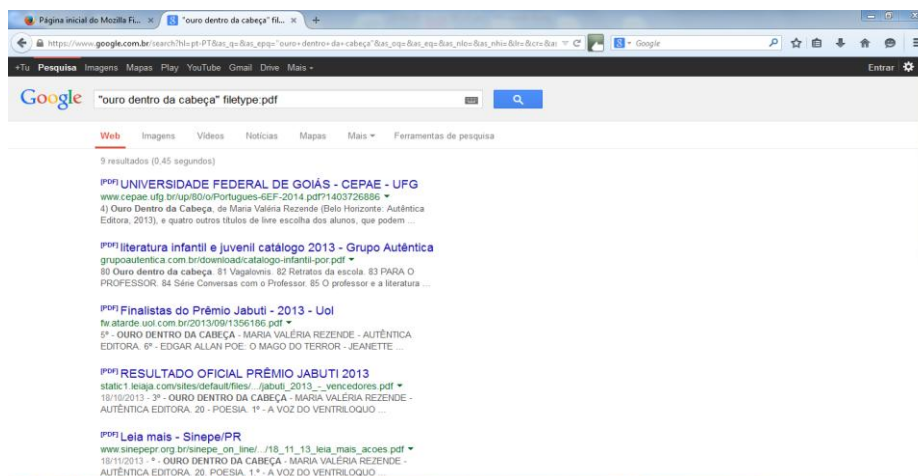 Página inicial do Mozilla Fi... × "ouro dentro da cabeça" fil... × +
https://www.google.com.br/search?hl=pt-PT&as_q=&as_epq="ouro+dentro+da+cabeça"&as_oq=&as_eq=&as_nlo=&as_nhi=&lr=&cr=&as Google
+Tu Pesquisa Imagens Mapas Play YouTube Gmail Drive Mais Entrar
Google "ouro dentro da cabeça" filetype:pdf
Web Imagens Vídeos Notícias Mapas Mais Ferramentas de pesquisa
9 resultados (0,45 segundos)
[PDF] UNIVERSIDADE FEDERAL DE GOIÁS - CEPAE - UFG
www.cepae.ufg.br/up/80/o/Portugues-6EF-2014.pdf?1403726886
4) Ouro Dentro da Cabeça, de Maria Valéria Rezende (Belo Horizonte: Autêntica
Editora, 2013), e quatro outros títulos de livre escolha dos alunos, que podem ...
[PDF] literatura infantil e juvenil catálogo 2013 - Grupo Autêntica
grupoautentica.com.br/download/catalogo-infantil-por.pdf
80 Ouro dentro da cabeça. 81 Vagalovnis. 82 Retratos da escola. 83 PARA O
PROFESSOR. 84 Série Conversas com o Professor. 85 O professor e a literatura ...
[PDF] Finalistas do Prêmio Jabuti - 2013 - Uol
fw.atarde.uol.com.br/2013/09/1356186.pdf
5ª - OURO DENTRO DA CABEÇA - MARIA VALÉRIA REZENDE - AUTÊNTICA
EDITORA. 6ª - EDGAR ALLAN POE. O MAGO DO TERROR - JEANETTE ...
[PDF] RESULTADO OFICIAL PRÊMIO JABUTI 2013
static1.leiaja.com/sites/default/files/.../jabuti_2013_-_vencedores.pdf
18/10/2013 - 3ª - OURO DENTRO DA CABEÇA - MARIA VALÉRIA REZENDE -
AUTÊNTICA EDITORA. 20 - POESIA. 1ª - A VOZ DO VENTRILOQUO ...
[PDF] Leia mais - Sinepe/PR
www.sinepepr.org.br/sinepe_on_line/.../18_11_13_leia_mais_acoes.pdf
18/11/2013 - ª - OURO DENTRO DA CABEÇA - MARIA VALÉRIA REZENDE -
AUTÊNTICA EDITORA. 20. POESIA. 1.ª - A VOZ DO VENTRILOQUO ...